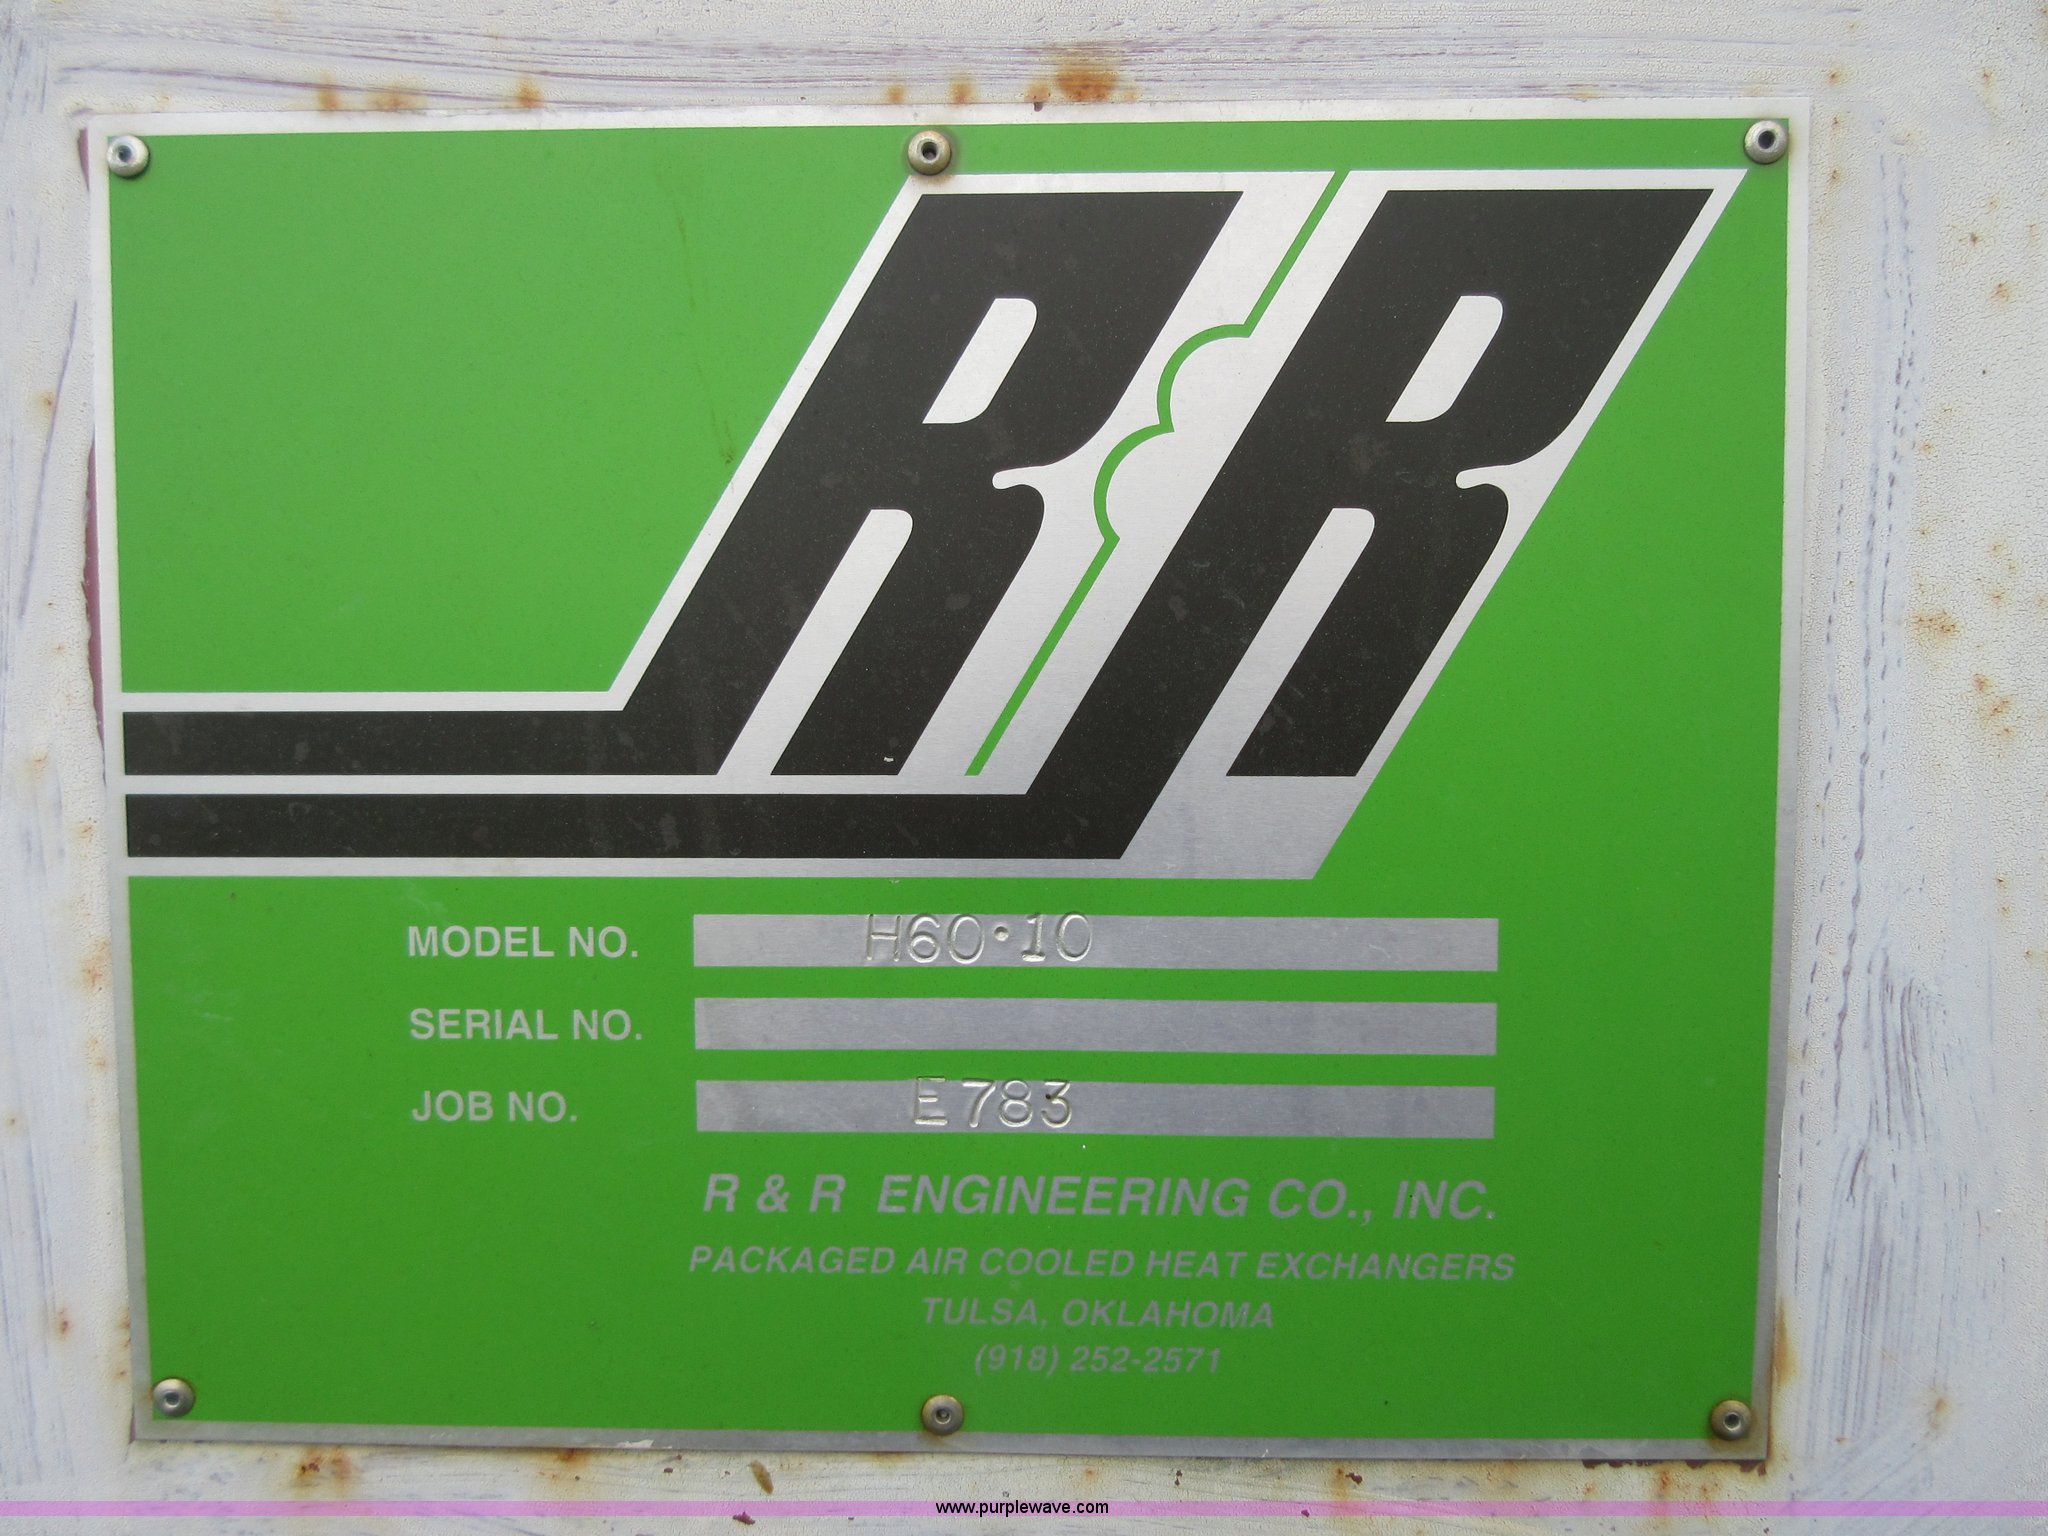 RR
MODEL NO. H60·10
SERIAL NO.
JOB NO. E783
R & R ENGINEERING CO., INC.
PACKAGED AIR COOLED HEAT EXCHANGERS
TULSA, OKLAHOMA
(918) 252-2571
www.purplewave.com